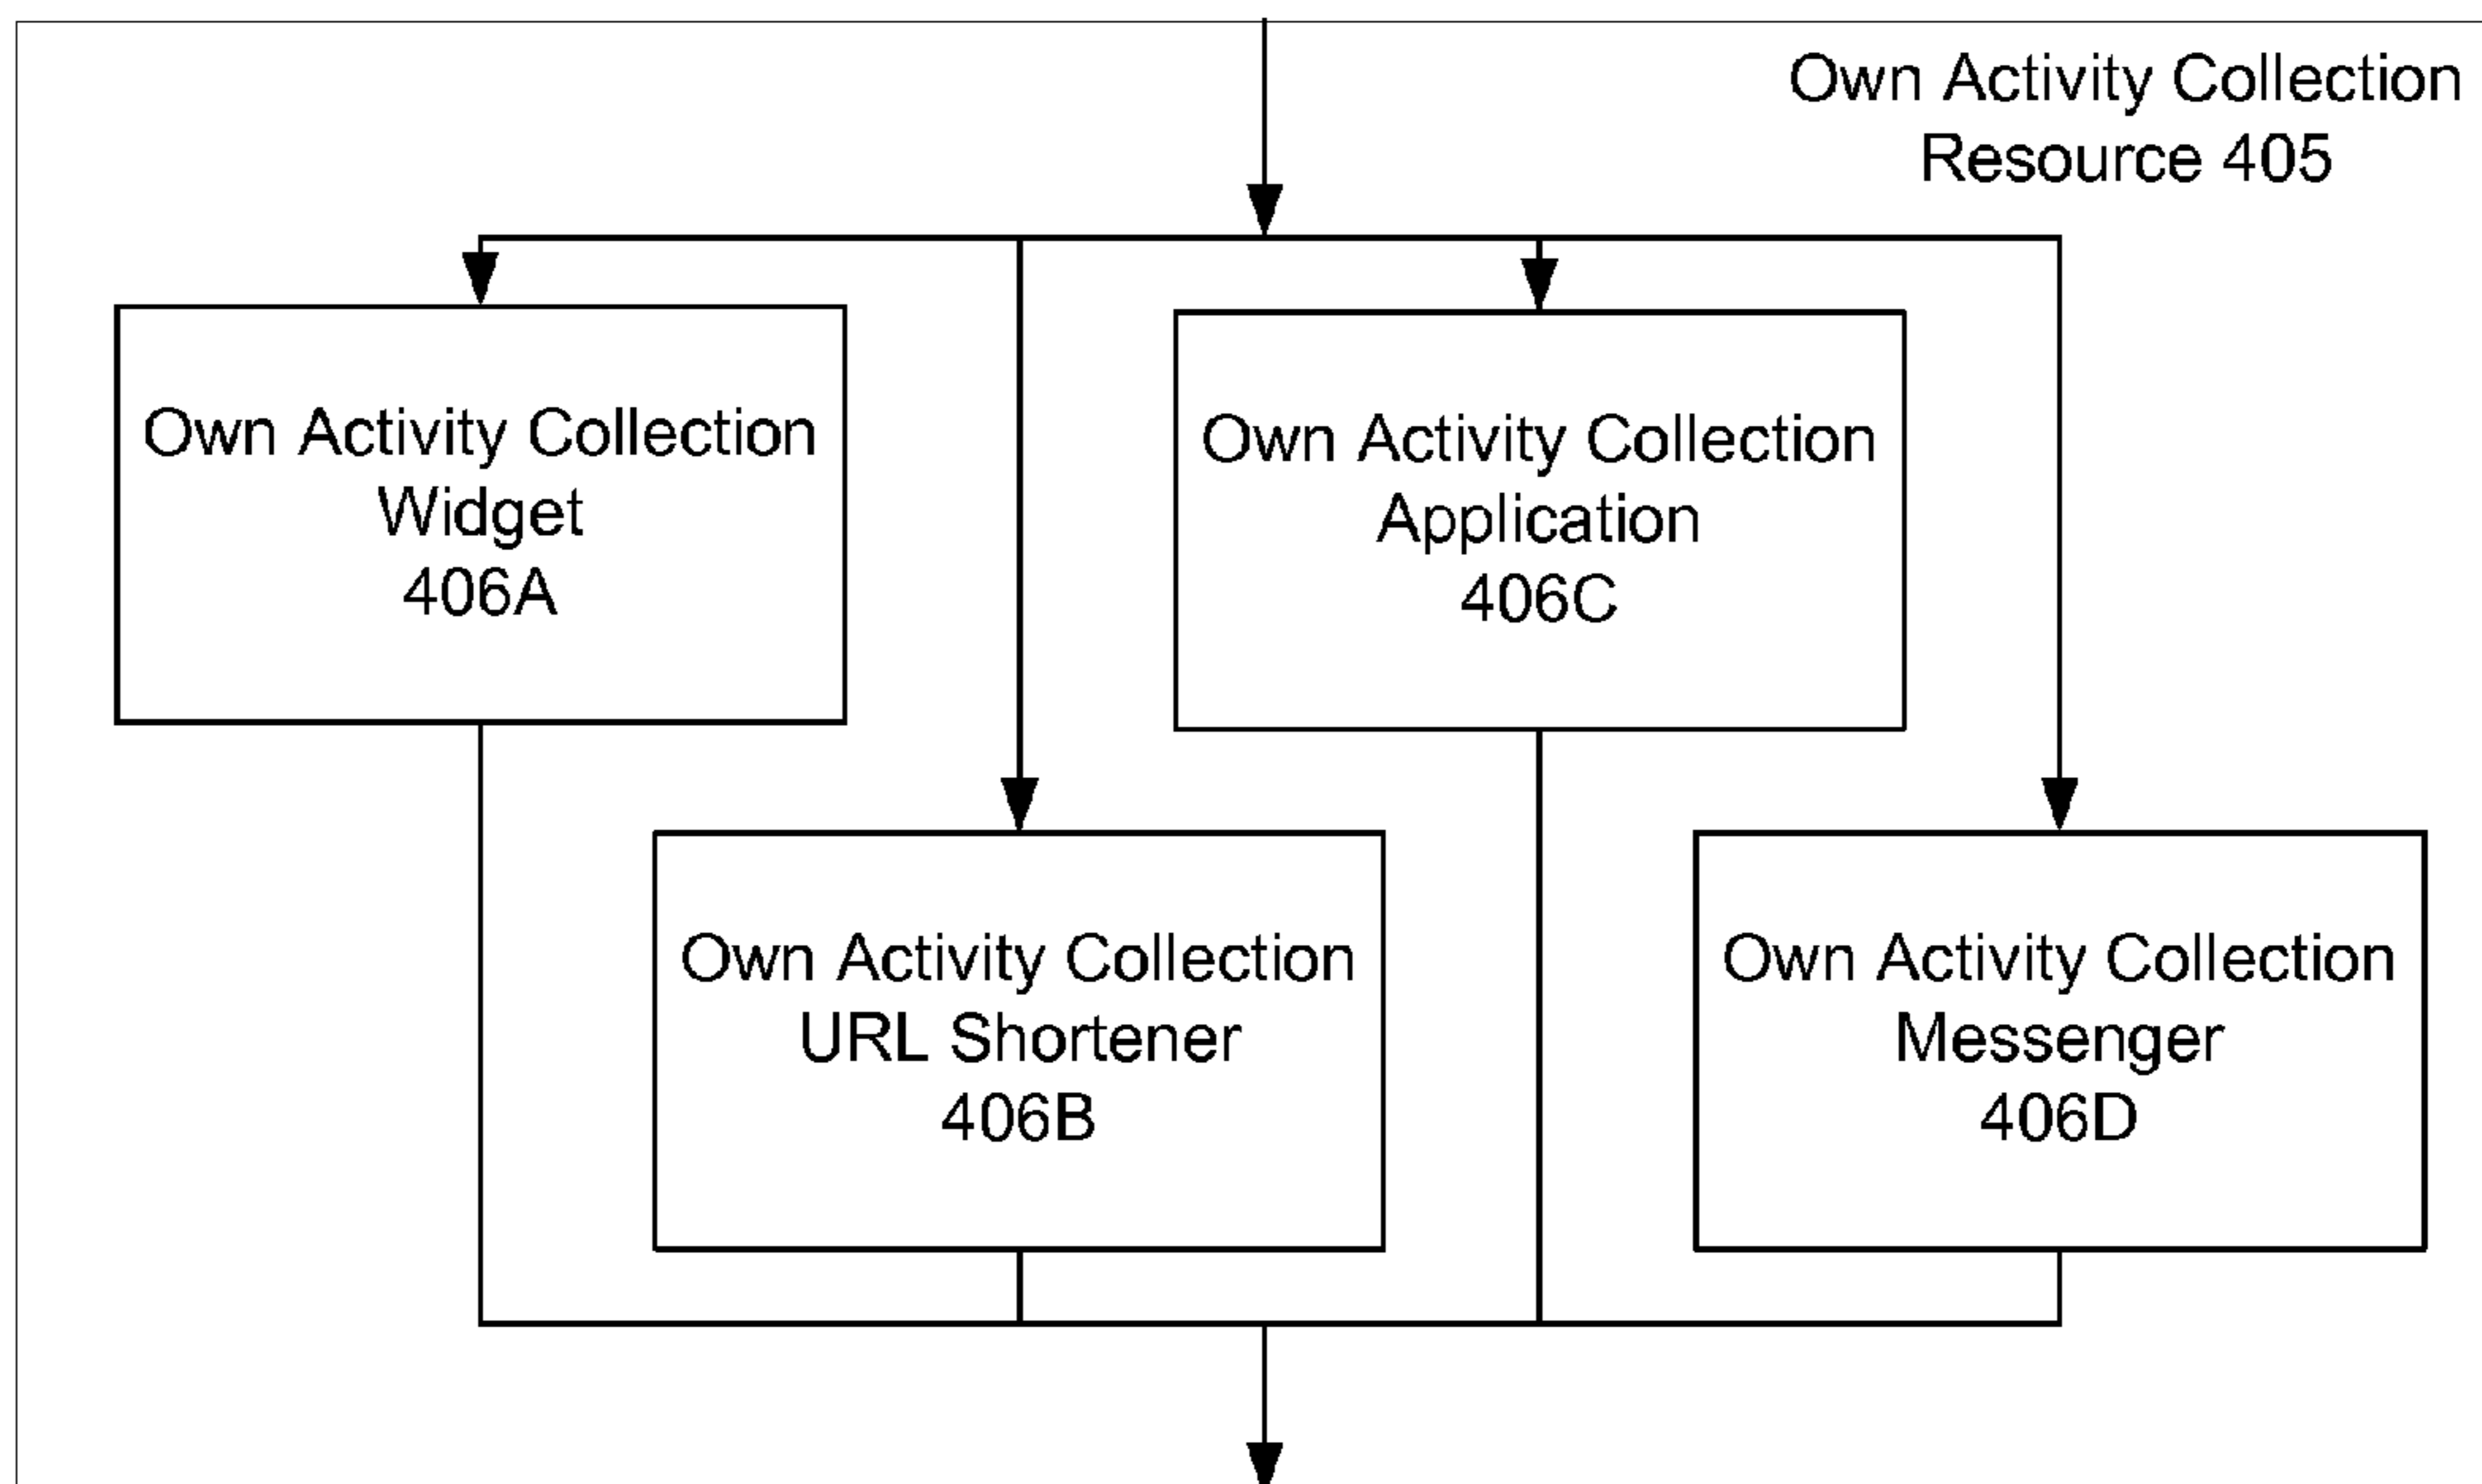 Own Activity Collection
Resource 405
Own Activity Collection
Widget
406A
Own Activity Collection
Application
406C
Own Activity Collection
URL Shortener
406B
Own Activity Collection
Messenger
406D